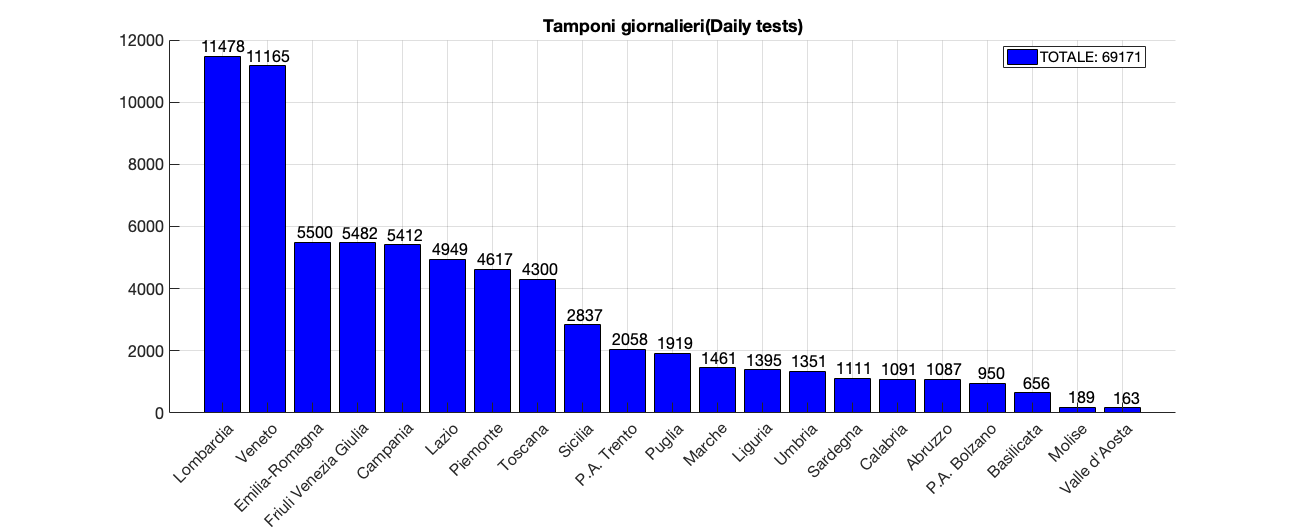 Tamponi giornalieri(Daily tests)
TOTALE: 69171
12000
10000
8000
6000
4000
2000
0
11478
11165
5500
5482
5412
4949
4617
4300
2837
2058
1919
1461
1395
1351
1111
1091
1087
950
656
189
163
Lombardia
Veneto
Emilia-Romagna
Friuli Venezia Giulia
Campania
Lazio
Piemonte
Toscana
Sicilia
P.A. Trento
Puglia
Marche
Liguria
Umbria
Sardegna
Calabria
Abruzzo
P.A. Bolzano
Basilicata
Molise
Valle d'Aosta